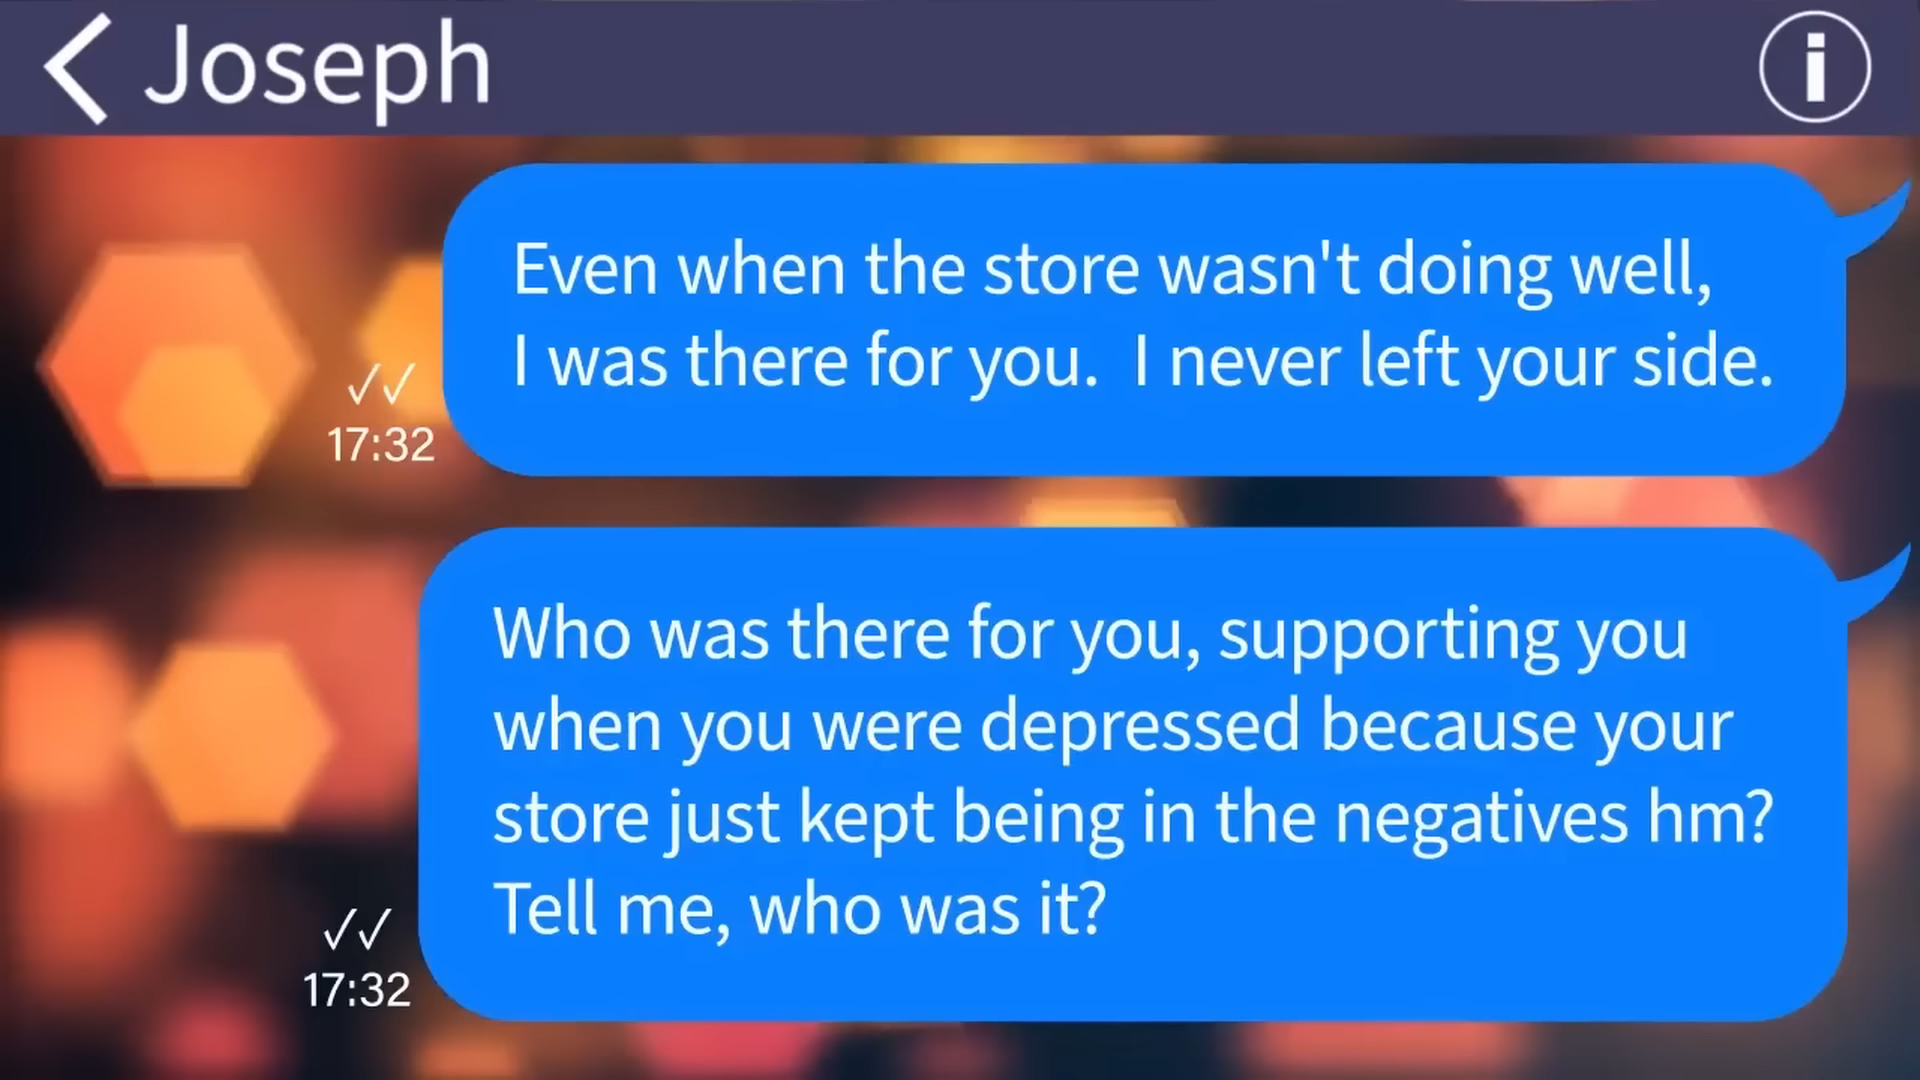 Joseph
Even when the store wasn't doing well,
I was there for you.  I never left your side.
✓✓
17:32
Who was there for you, supporting you
when you were depressed because your
store just kept being in the negatives hm?
Tell me, who was it?
✓✓
17:32